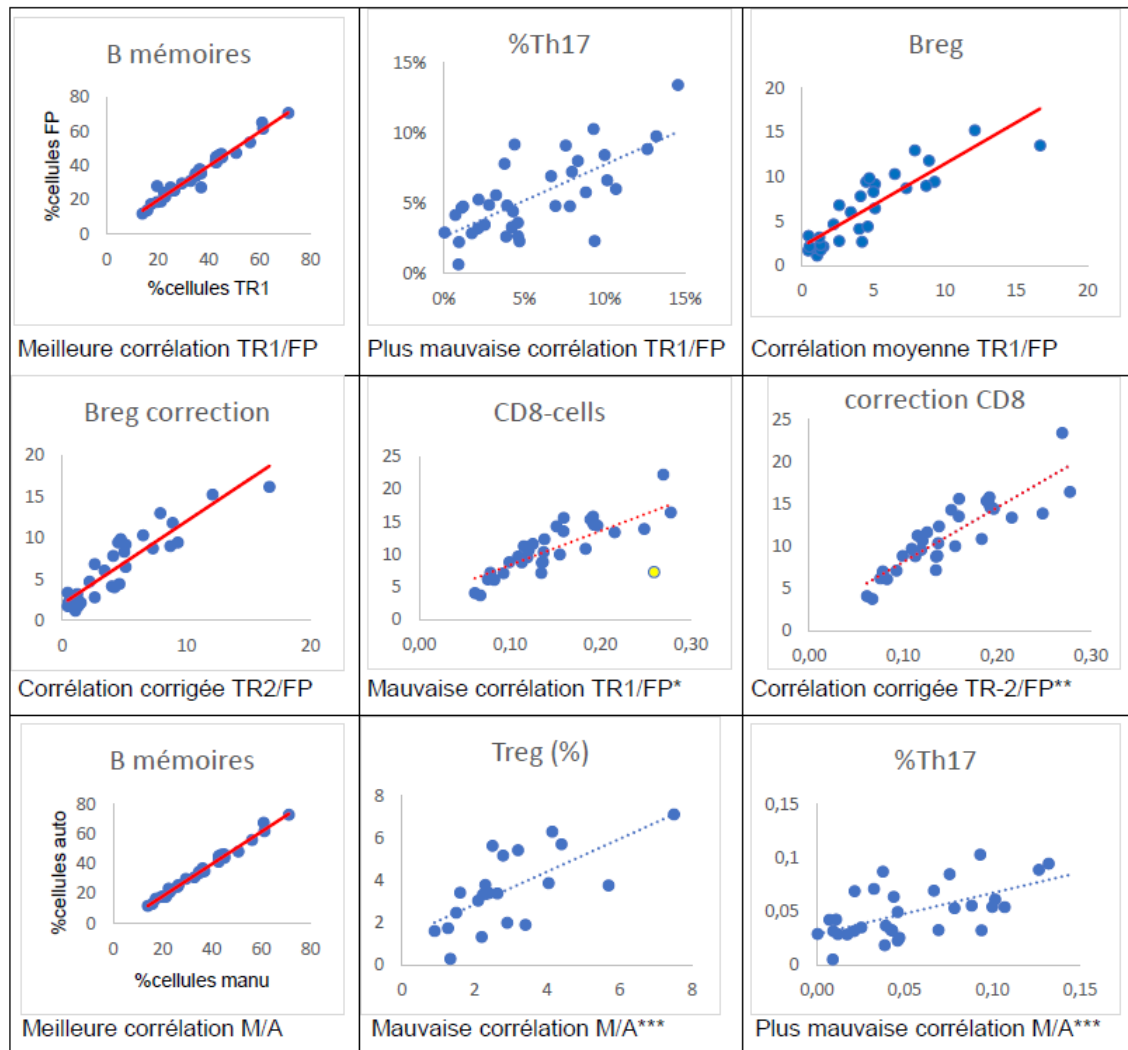 B mémoires
%cellules FP
80
60
40
20
0
0 20 40 60 80
%cellules TR1
Meilleure corrélation TR1/FP
%Th17
15%
10%
5%
0%
0% 5% 10% 15%
Plus mauvaise corrélation TR1/FP
Breg
20
15
10
5
0
0 5 10 15 20
Corrélation moyenne TR1/FP
Breg correction
20
15
10
5
0
0 10 20
Corrélation corrigée TR2/FP
CD8-cells
25
20
15
10
5
0
0,00 0,10 0,20 0,30
Mauvaise corrélation TR1/FP*
correction CD8
25
20
15
10
5
0
0,00 0,10 0,20 0,30
Corrélation corrigée TR-2/FP**
B mémoires
%cellules auto
80
60
40
20
0
0 20 40 60 80
%cellules manu
Meilleure corrélation M/A
Treg (%)
8
6
4
2
0
0 2 4 6 8
Mauvaise corrélation M/A***
%Th17
0,15
0,1
0,05
0
0,00 0,05 0,10 0,15
Plus mauvaise corrélation M/A***